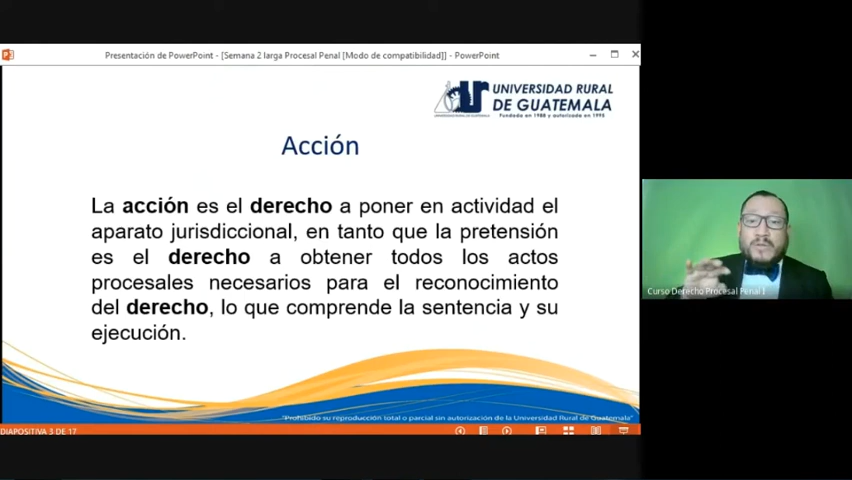 Presentación de PowerPoint - [Semana 2 larga Procesal Penal [Modo de compatibilidad]] - PowerPoint
UNIVERSIDAD RURAL
DE GUATEMALA
Fundada en 1988 y autorizada en 1995
Acción
La acción es el derecho a poner en actividad el
aparato jurisdiccional, en tanto que la pretensión
es el derecho a obtener todos los actos
procesales necesarios para el reconocimiento
del derecho, lo que comprende la sentencia y su
ejecución.
Curso Derecho Procesal Penal I
"Prohibido su reproducción total o parcial sin autorización de la Universidad Rural de Guatemala"
DIAPOSITIVA 3 DE 17